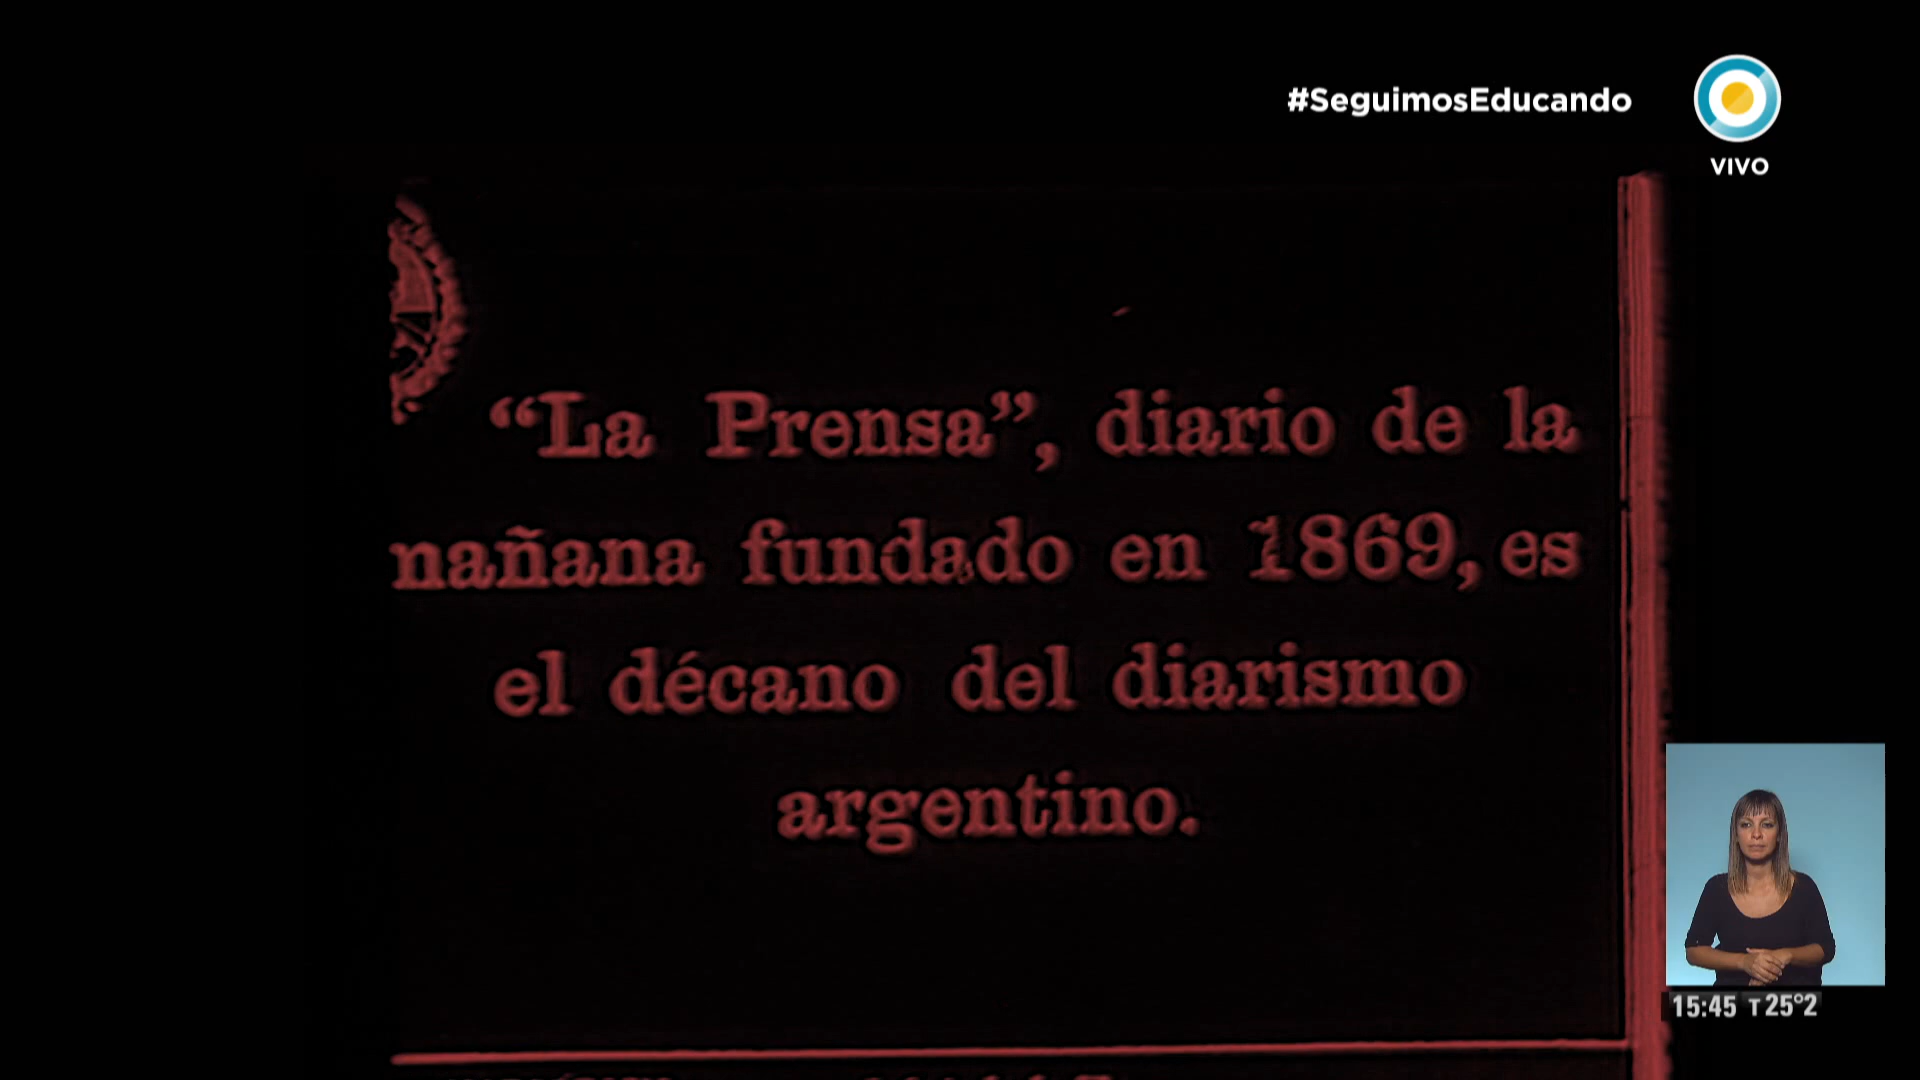 #SeguimosEducando
VIVO
“La Prensa”, diario de la
mañana fundado en 1869, es
el décano del diarismo
argentino.
15:45 T 25°2